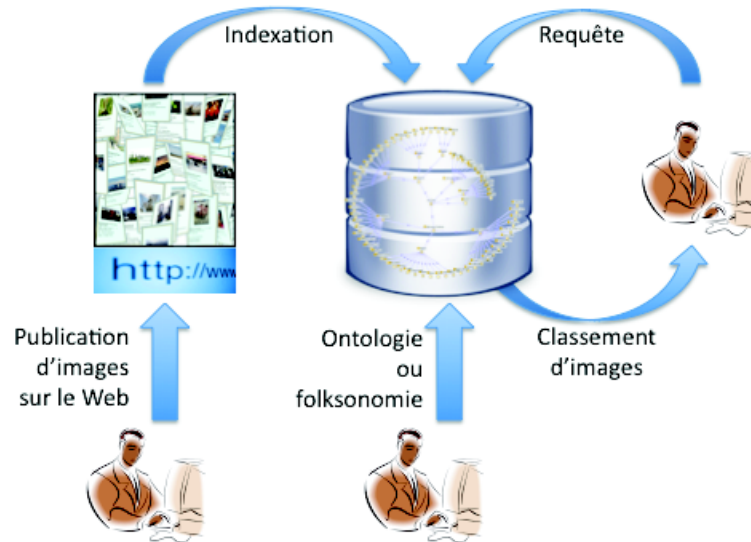 Indexation
Requête
http://www
Publication
d'images
sur le Web
Ontologie
ou
folksonomie
Classement
d'images